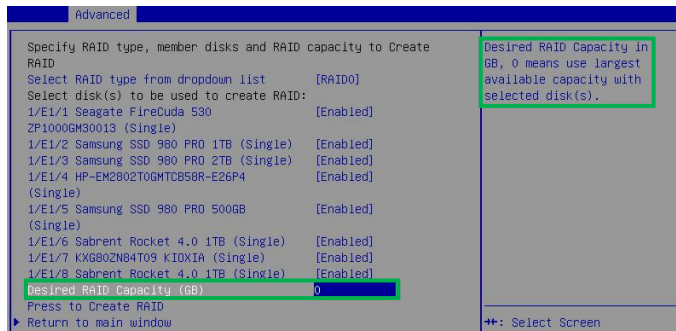 Advanced
Specify RAID type, member disks and RAID capacity to Create
RAID
Select RAID type from dropdown list [RAID0]
Select disk(s) to be used to create RAID:
1/E1/1 Seagate FireCuda 530 [Enabled]
ZP1000GM30013 (Single)
1/E1/2 Samsung SSD 980 PRO 1TB (Single) [Enabled]
1/E1/3 Samsung SSD 980 PRO 2TB (Single) [Enabled]
1/E1/4 HP-EM2802T0GMTCB58R-E26P4 [Enabled]
(Single)
1/E1/5 Samsung SSD 980 PRO 500GB [Enabled]
(Single)
1/E1/6 Sabrent Rocket 4.0 1TB (Single) [Enabled]
1/E1/7 KXG80ZN84T09 KIOXIA (Single) [Enabled]
1/E1/8 Sabrent Rocket 4.0 1TB (Single) [Enabled]
Desired RAID Capacity (GB) 0
Press to Create RAID
Return to main window
Desired RAID Capacity in
GB, 0 means use largest
available capacity with
selected disk(s).
: Select Screen